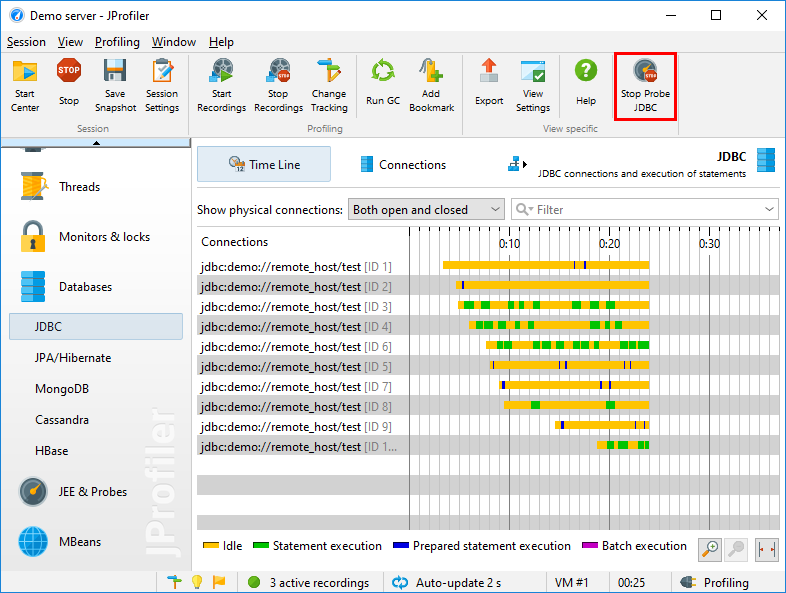 Demo server - JProfiler
Session View Profiling Window Help
Start Center
Stop
Save Snapshot
Session Settings
Start Recordings
Stop Recordings
Change Tracking
Run GC
Add Bookmark
Export
View Settings
Help
Stop Probe JDBC
Session
Profiling
View specific
Threads
Monitors & locks
Databases
JDBC
JPA/Hibernate
MongoDB
Cassandra
HBase
JEE & Probes
MBeans
JProfiler
Time Line
Connections
JDBC
JDBC connections and execution of statements
Show physical connections: Both open and closed Filter
Connections 0:10 0:20 0:30
jdbc:demo://remote_host/test [ID 1]
jdbc:demo://remote_host/test [ID 2]
jdbc:demo://remote_host/test [ID 3]
jdbc:demo://remote_host/test [ID 4]
jdbc:demo://remote_host/test [ID 6]
jdbc:demo://remote_host/test [ID 5]
jdbc:demo://remote_host/test [ID 7]
jdbc:demo://remote_host/test [ID 8]
jdbc:demo://remote_host/test [ID 9]
jdbc:demo://remote_host/test [ID 1...
Idle Statement execution Prepared statement execution Batch execution
3 active recordings Auto-update 2 s VM #1 00:25 Profiling